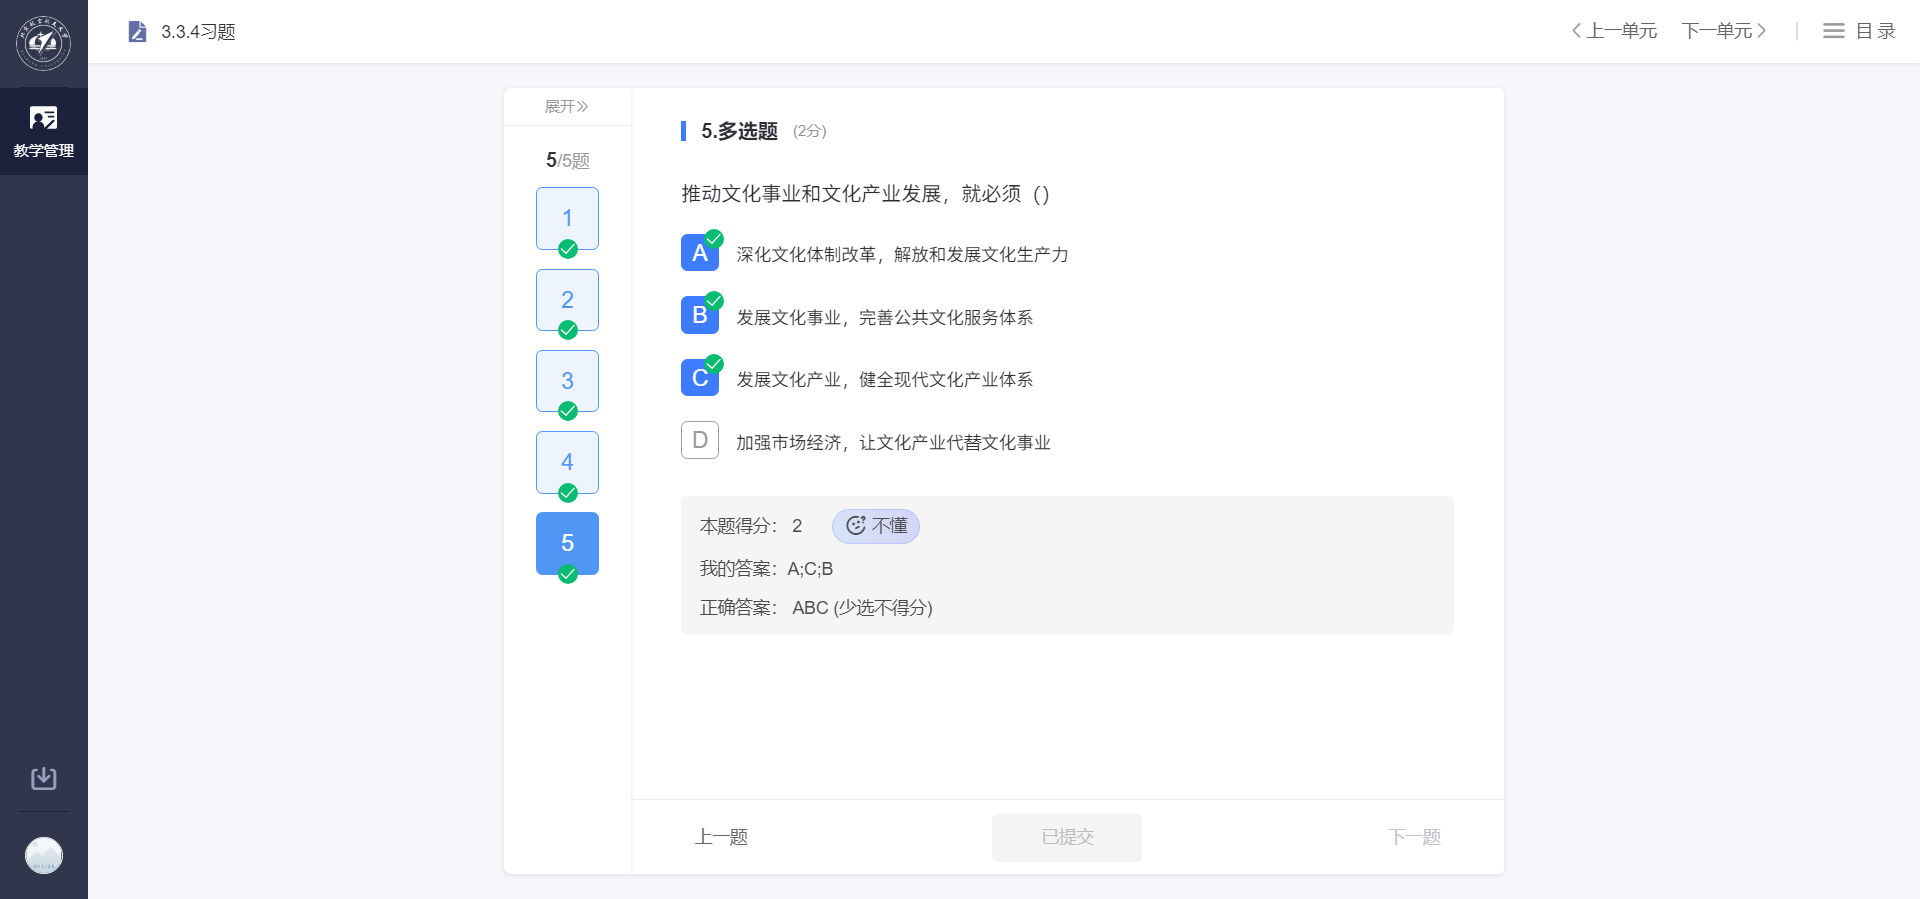 3.3.4习题
上一单元 下一单元 | 目录
教学管理
展开
5/5题
1
2
3
4
5
5.多选题 (2分)
推动文化事业和文化产业发展，就必须（）
A 深化文化体制改革，解放和发展文化生产力
B 发展文化事业，完善公共文化服务体系
C 发展文化产业，健全现代文化产业体系
D 加强市场经济，让文化产业代替文化事业
本题得分： 2 不懂
我的答案：A;C;B
正确答案： ABC (少选不得分)
上一题 已提交 下一题